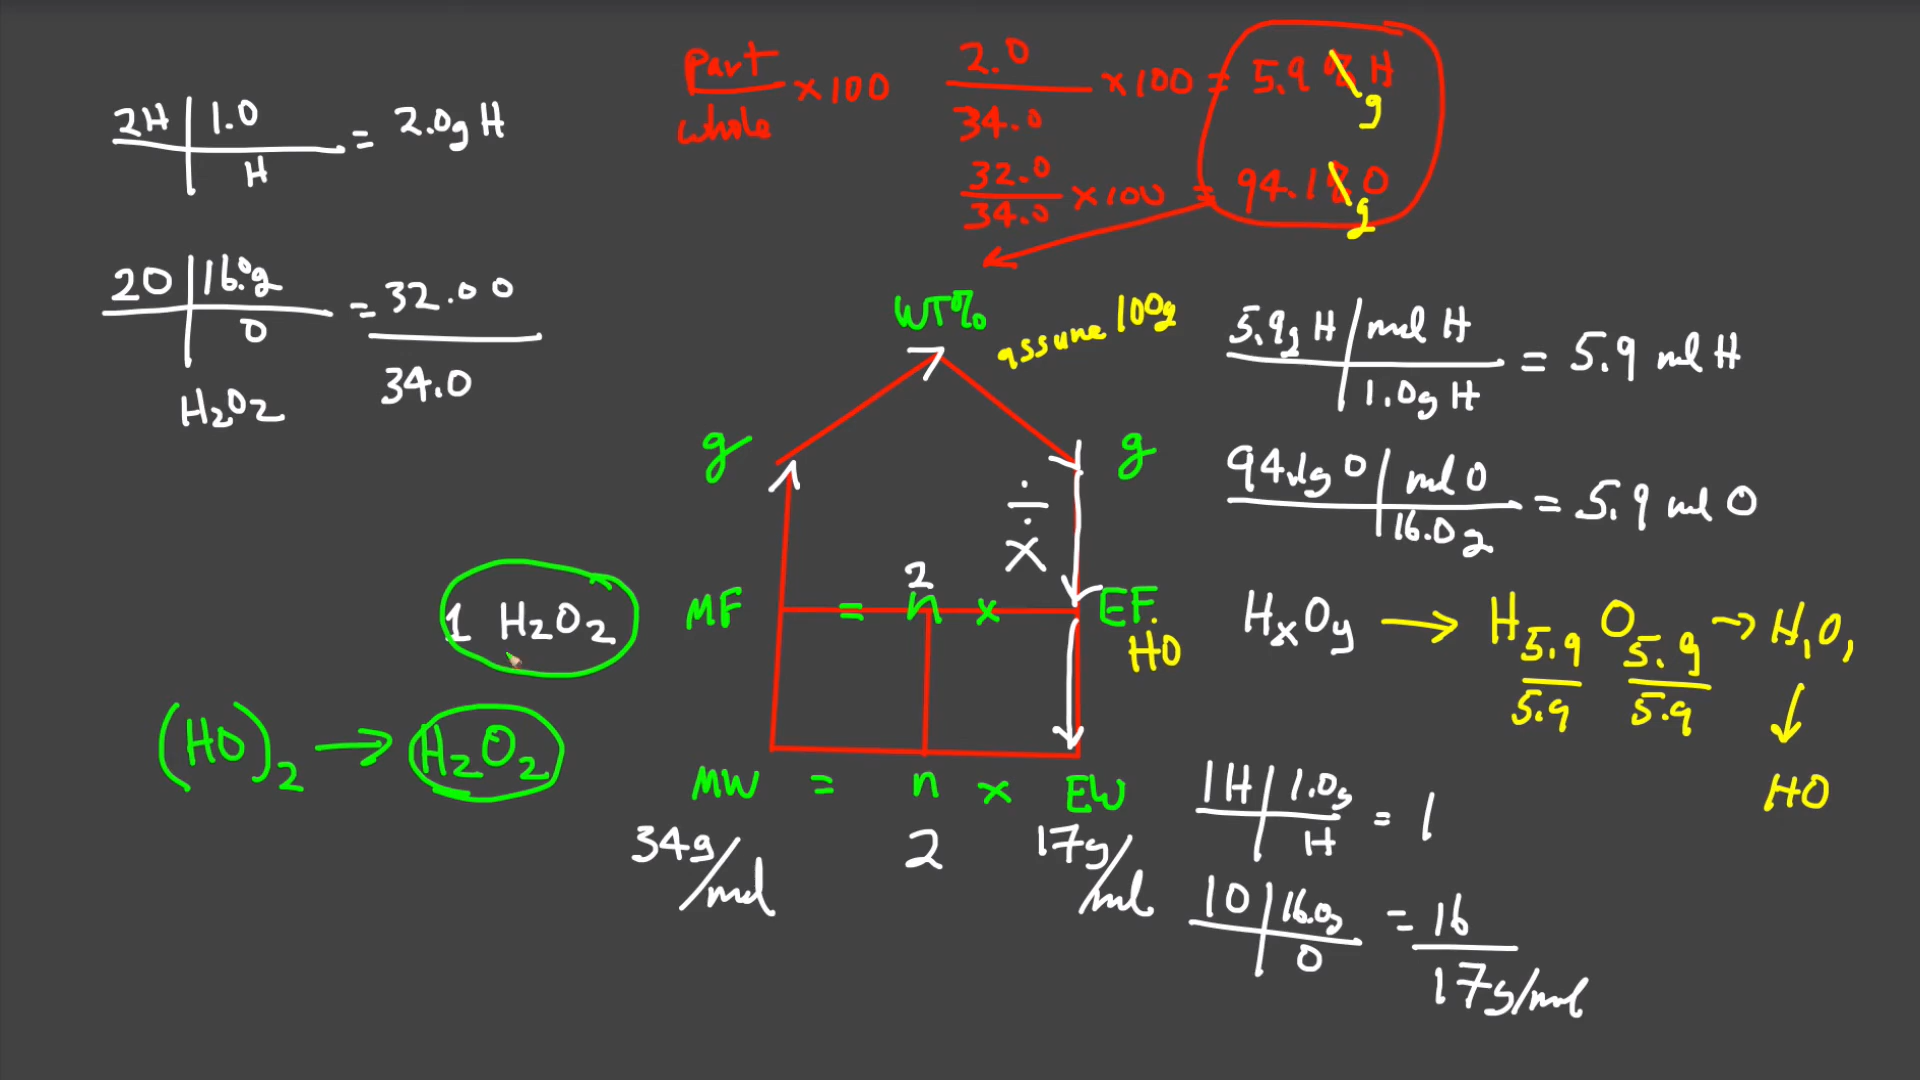 2H | 1.0 = 2.0g H
H
2O | 16.0g = 32.00
O
H2O2 34.0
part 2.0 × 100 = 5.9 % H
whole × 100 34.0 g
32.0 × 100 = 94.1 % O
34.0 g
WT%
assume 100g
g g
÷
×
5.9g H | mol H = 5.9 mol H
1.0g H
94.1g O | mol O = 5.9 mol O
16.0g
1 H2O2
MF = n × EF.
2
HO
HxOy → H5.9 O5.9 → H1O1
5.9 5.9
HO
(HO)2 → H2O2
MW = n × EW
34g/mol 2 17g/mol
1H | 1.0g = 1
H
1O | 16.0g = 16
O
17g/mol